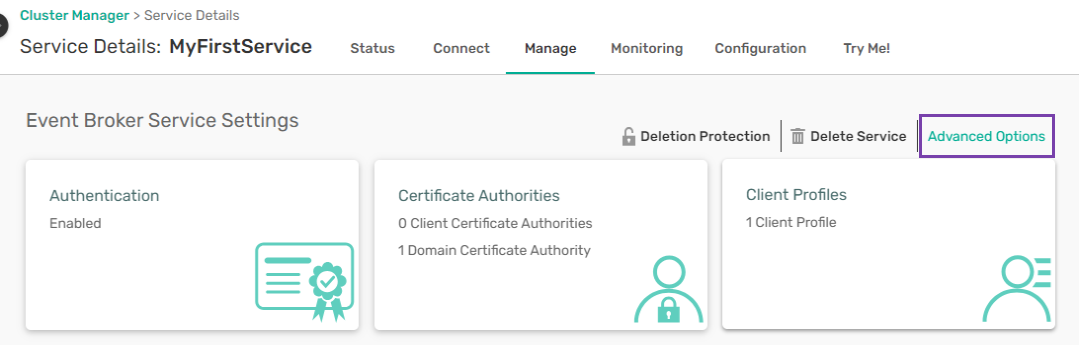 Cluster Manager > Service Details
Service Details: MyFirstService Status Connect Manage Monitoring Configuration Try Me!
Event Broker Service Settings
Deletion Protection Delete Service Advanced Options
Authentication
Enabled
Certificate Authorities
0 Client Certificate Authorities
1 Domain Certificate Authority
Client Profiles
1 Client Profile